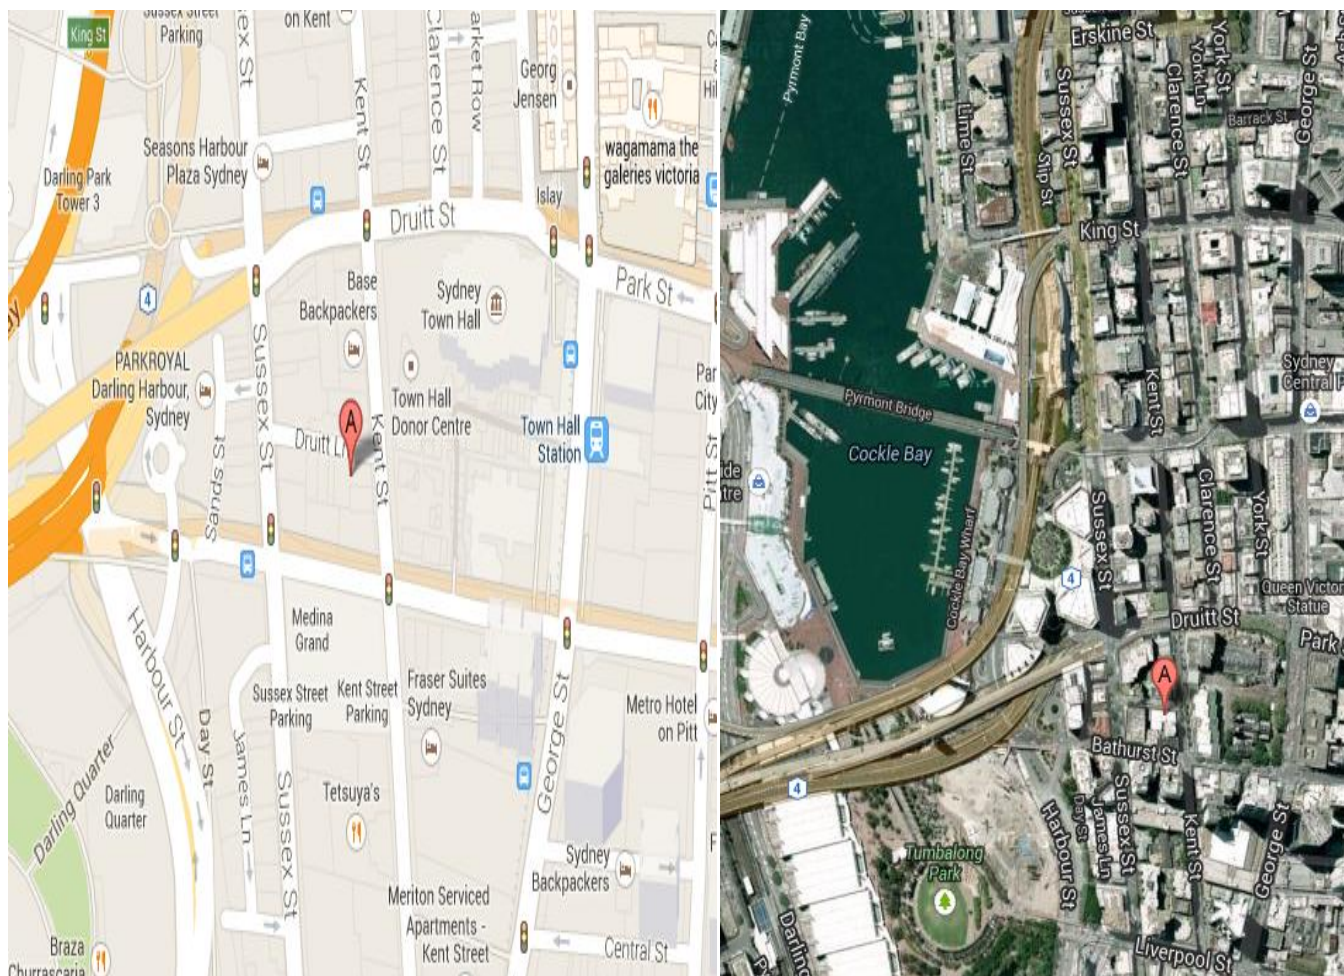 Sussex Street
Parking
on Kent
King St
Clarence St
arket Row
Georg
Jensen
Kent St
Seasons Harbour
Plaza Sydney
wagamama the
galeries victoria
Darling Park
Tower 3
Islay
Druitt St
Park St
4
Base
Backpackers
Sydney
Town Hall
PARKROYAL
Darling Harbour,
Sydney
Sussex St
Town Hall
Donor Centre
A
Druitt L
Kent St
Town Hall
Station
Pitt St
Sands St
Medina
Grand
Harbour St
Sussex Street
Parking
Kent Street
Parking
Fraser Suites
Sydney
Metro Hotel
on Pitt
Day St
James Ln
George St
Darling Quarter
Darling
Quarter
Tetsuya's
Sussex St
Sydney
Backpackers
Meriton Serviced
Apartments -
Kent Street
Central St
Braza
Churrascaria
Pyrmont Bay
Erskine St
York St
York Ln
Clarence St
George St
Sussex St
Lime St
Slip St
Barrack St
King St
Kent St
Sydney
Central P
Pyrmont Bridge
Cockle Bay
Sussex St
Clarence St
York St
Cockle Bay Wharf
4
Queen Victor
Statue
Druitt St
Park
A
Bathurst St
4
Harbour St
Day St
James Ln
Sussex St
Kent St
George St
Tumbalong
Park
Darling
Liverpool St